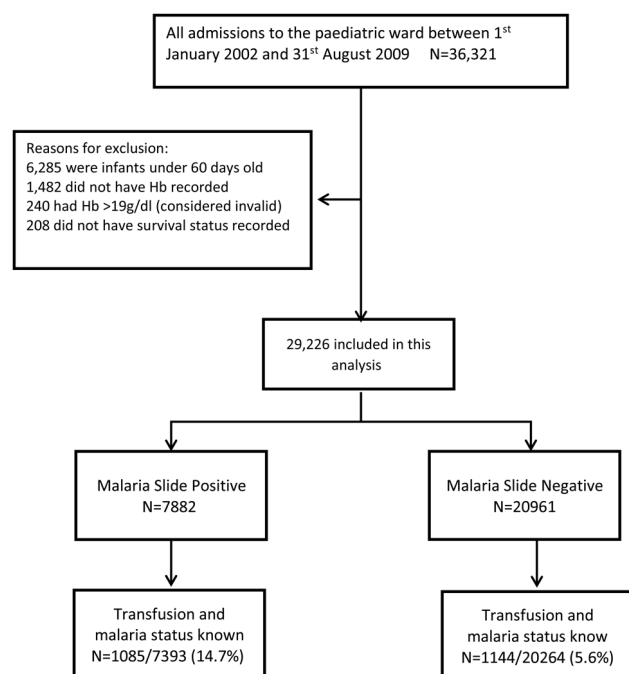 All admissions to the paediatric ward between 1st
January 2002 and 31st August 2009 N=36,321
Reasons for exclusion:
6,285 were infants under 60 days old
1,482 did not have Hb recorded
240 had Hb >19g/dl (considered invalid)
208 did not have survival status recorded
29,226 included in this
analysis
Malaria Slide Positive
N=7882
Malaria Slide Negative
N=20961
Transfusion and
malaria status known
N=1085/7393 (14.7%)
Transfusion and
malaria status know
N=1144/20264 (5.6%)